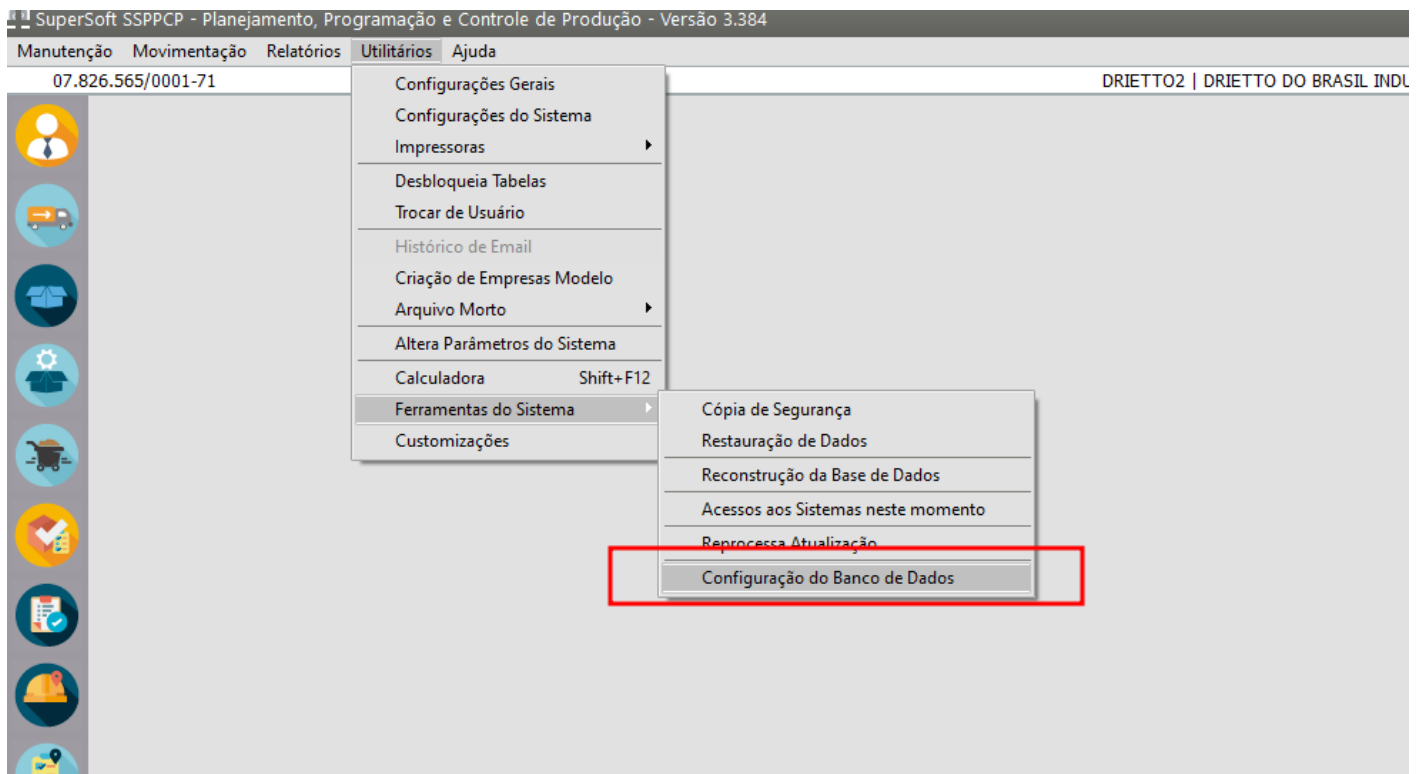 SuperSoft SSPPCP - Planejamento, Programação e Controle de Produção - Versão 3.384
Manutenção Movimentação Relatórios Utilitários Ajuda
07.826.565/0001-71 DRIETTO2 | DRIETTO DO BRASIL INDU
Configurações Gerais
Configurações do Sistema
Impressoras
Desbloqueia Tabelas
Trocar de Usuário
Histórico de Email
Criação de Empresas Modelo
Arquivo Morto
Altera Parâmetros do Sistema
Calculadora Shift+F12
Ferramentas do Sistema
Customizações
Cópia de Segurança
Restauração de Dados
Reconstrução da Base de Dados
Acessos aos Sistemas neste momento
Reprocessa Atualização
Configuração do Banco de Dados